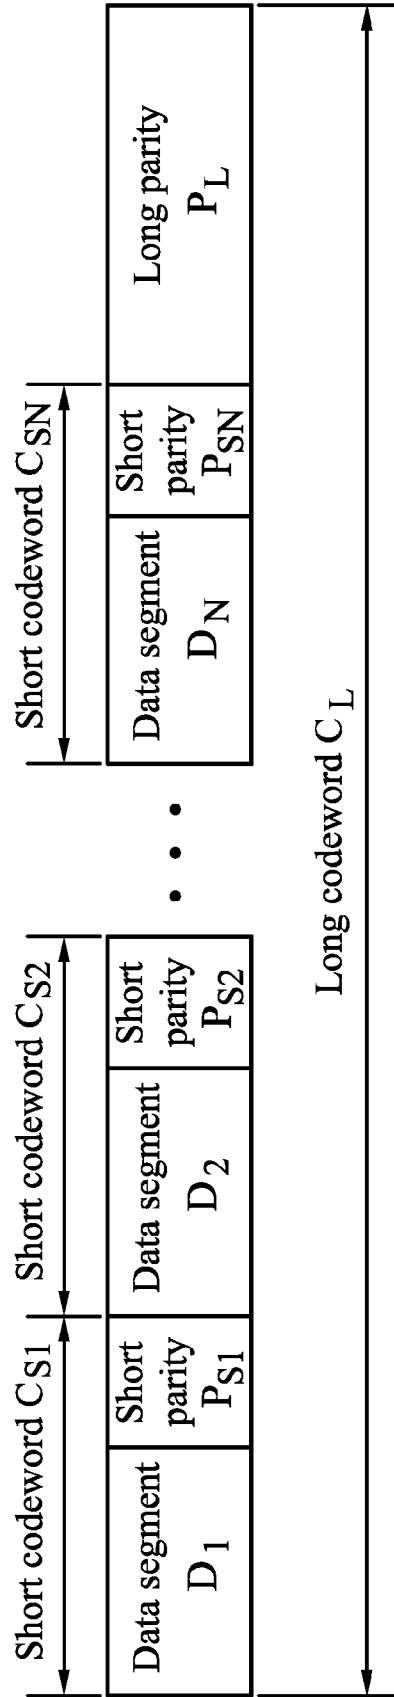 Short codeword C_S1
Short codeword C_S2
Short codeword C_SN
Data segment
D_1
Short
parity
P_S1
Data segment
D_2
Short
parity
P_S2
• • •
Data segment
D_N
Short
parity
P_SN
Long parity
P_L
Long codeword C_L